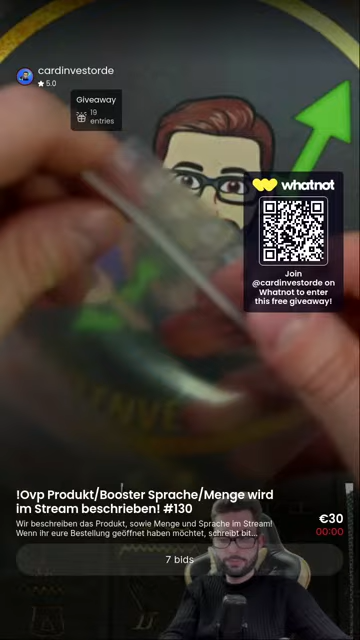 cardinvestorde
5.0
Giveaway
19
entries
whatnot
Join
@cardinvestorde on
Whatnot to enter
this free giveaway!
!Ovp Produkt/Booster Sprache/Menge wird
im Stream beschrieben! #130
€30
Wir beschreiben das Produkt, sowie Menge und Sprache im Stream!
Wenn ihr eure Bestellung geöffnet haben möchtet, schreibt bit...
00:00
7 bids